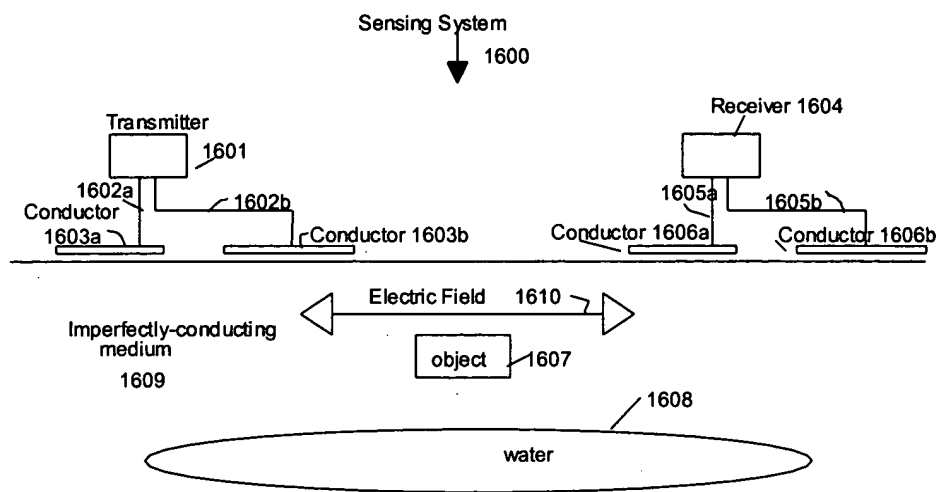 Sensing System
1600
Transmitter
1601
Receiver 1604
1602a
Conductor
1603a
1602b
Conductor 1603b
1605a
1605b
Conductor 1606a
Conductor 1606b
Electric Field
1610
Imperfectly-conducting
medium
1609
object
1607
1608
water